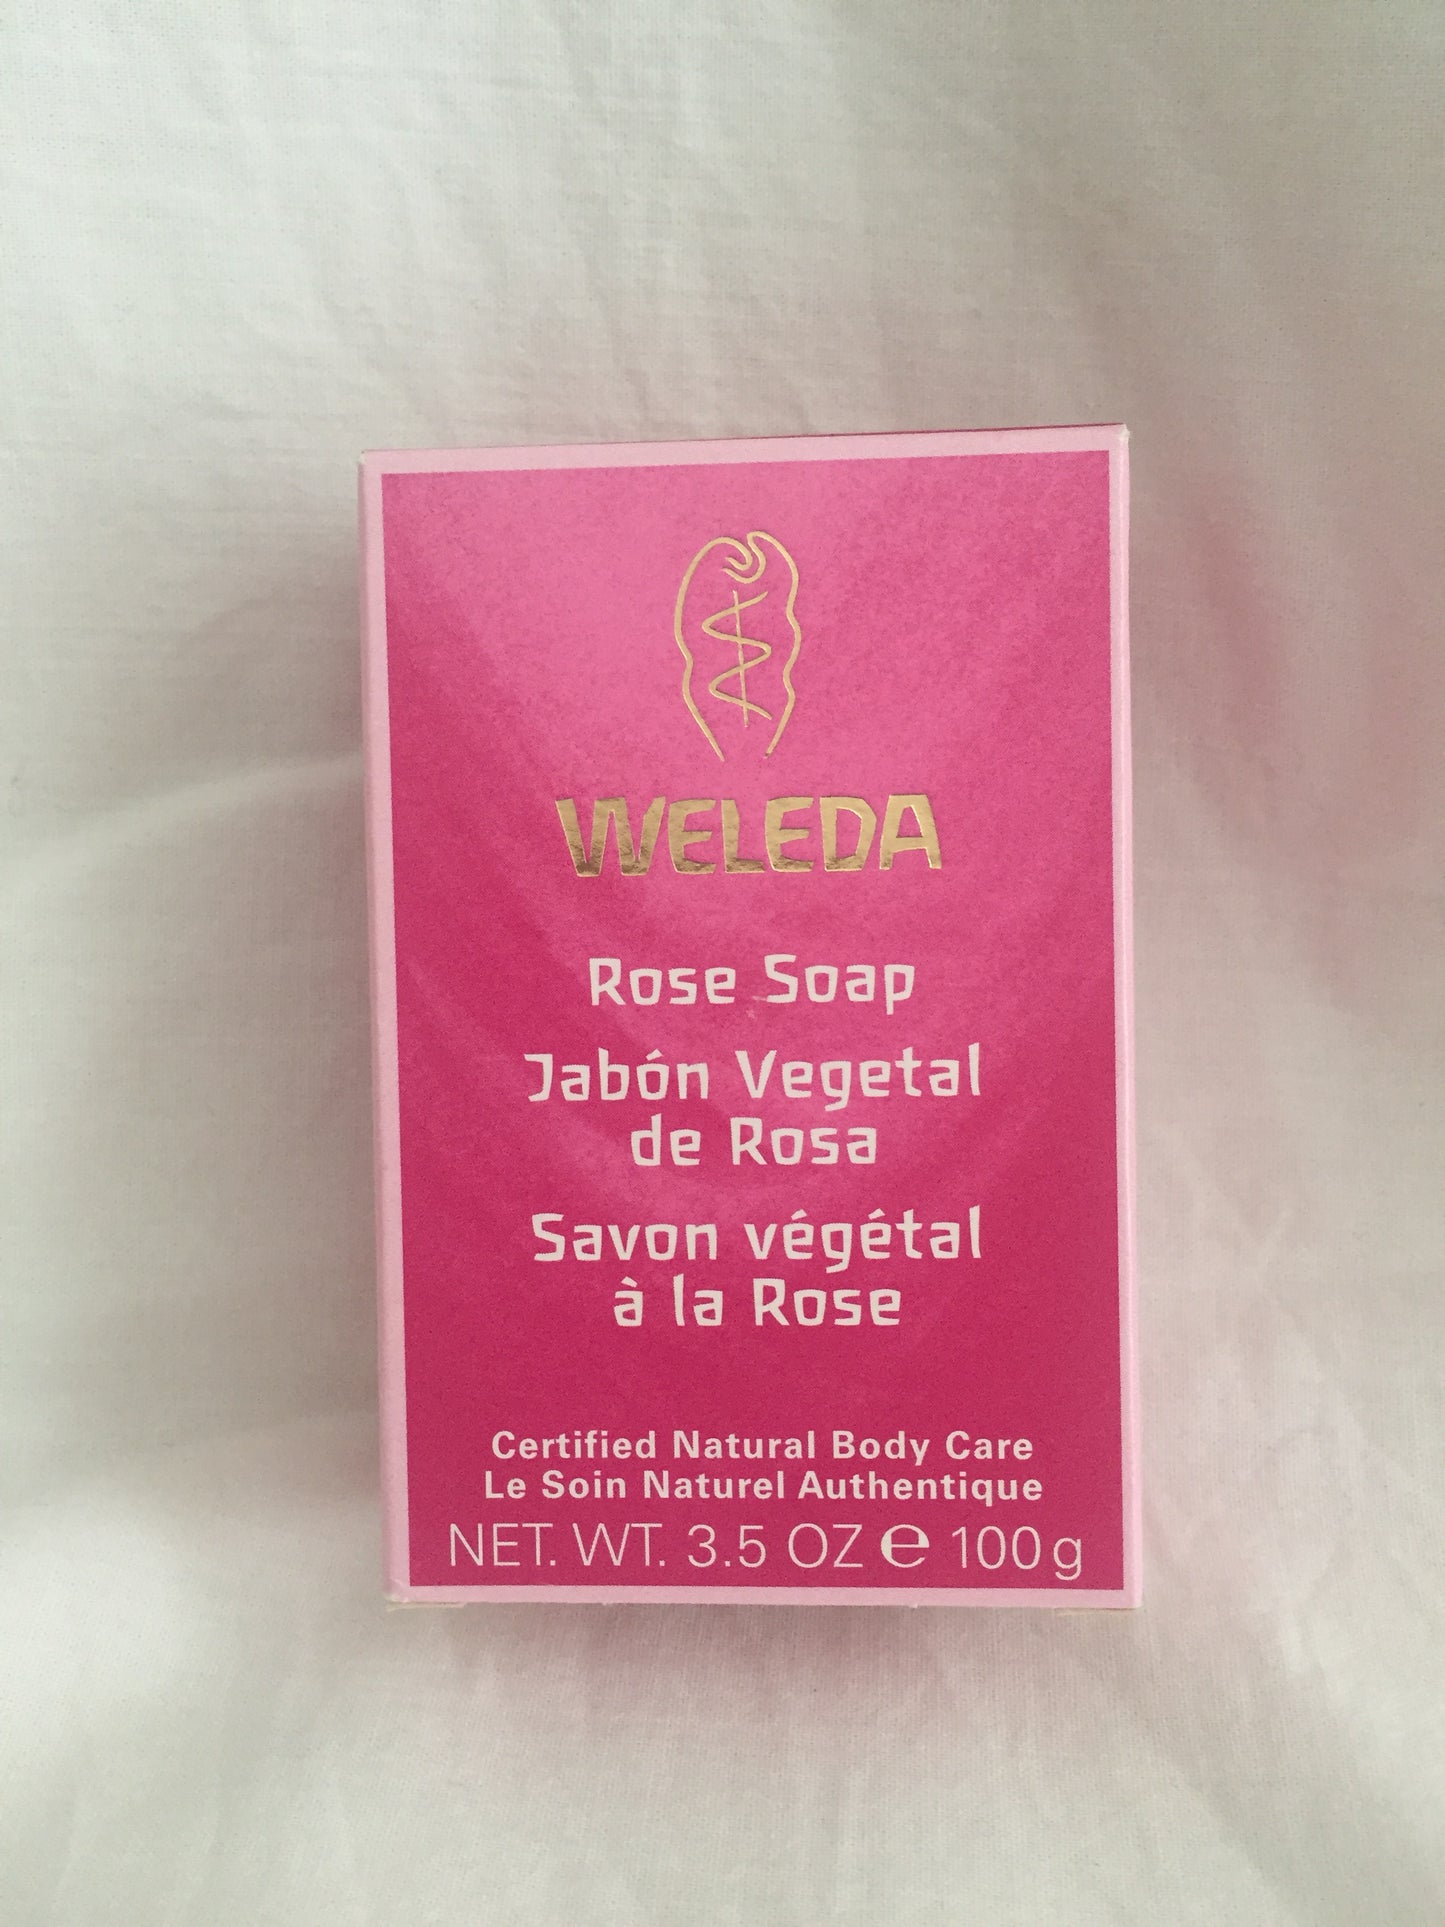 WELEDA
Rose Soap
Jabón Vegetal
de Rosa
Savon végétal
à la Rose
Certified Natural Body Care
Le Soin Naturel Authentique
NET. WT. 3.5 OZ e 100 g